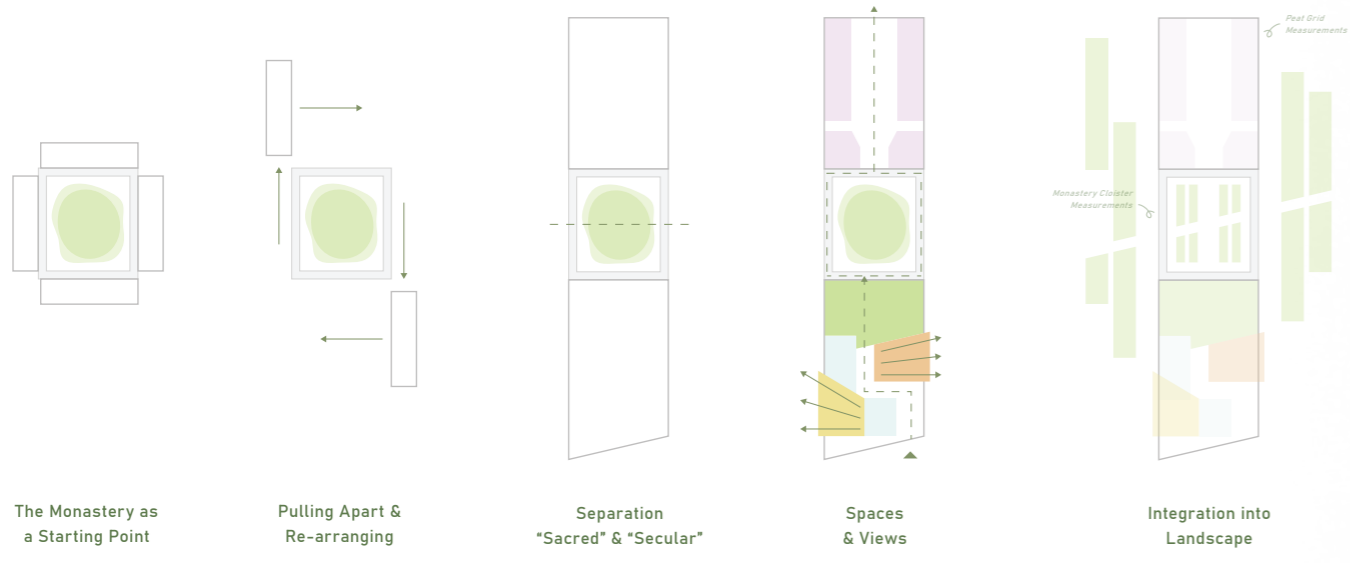 Peat Grid
Measurements
Monastery Cloister
Measurements
The Monastery as
a Starting Point
Pulling Apart &
Re-arranging
Separation
“Sacred” & “Secular”
Spaces
& Views
Integration into
Landscape